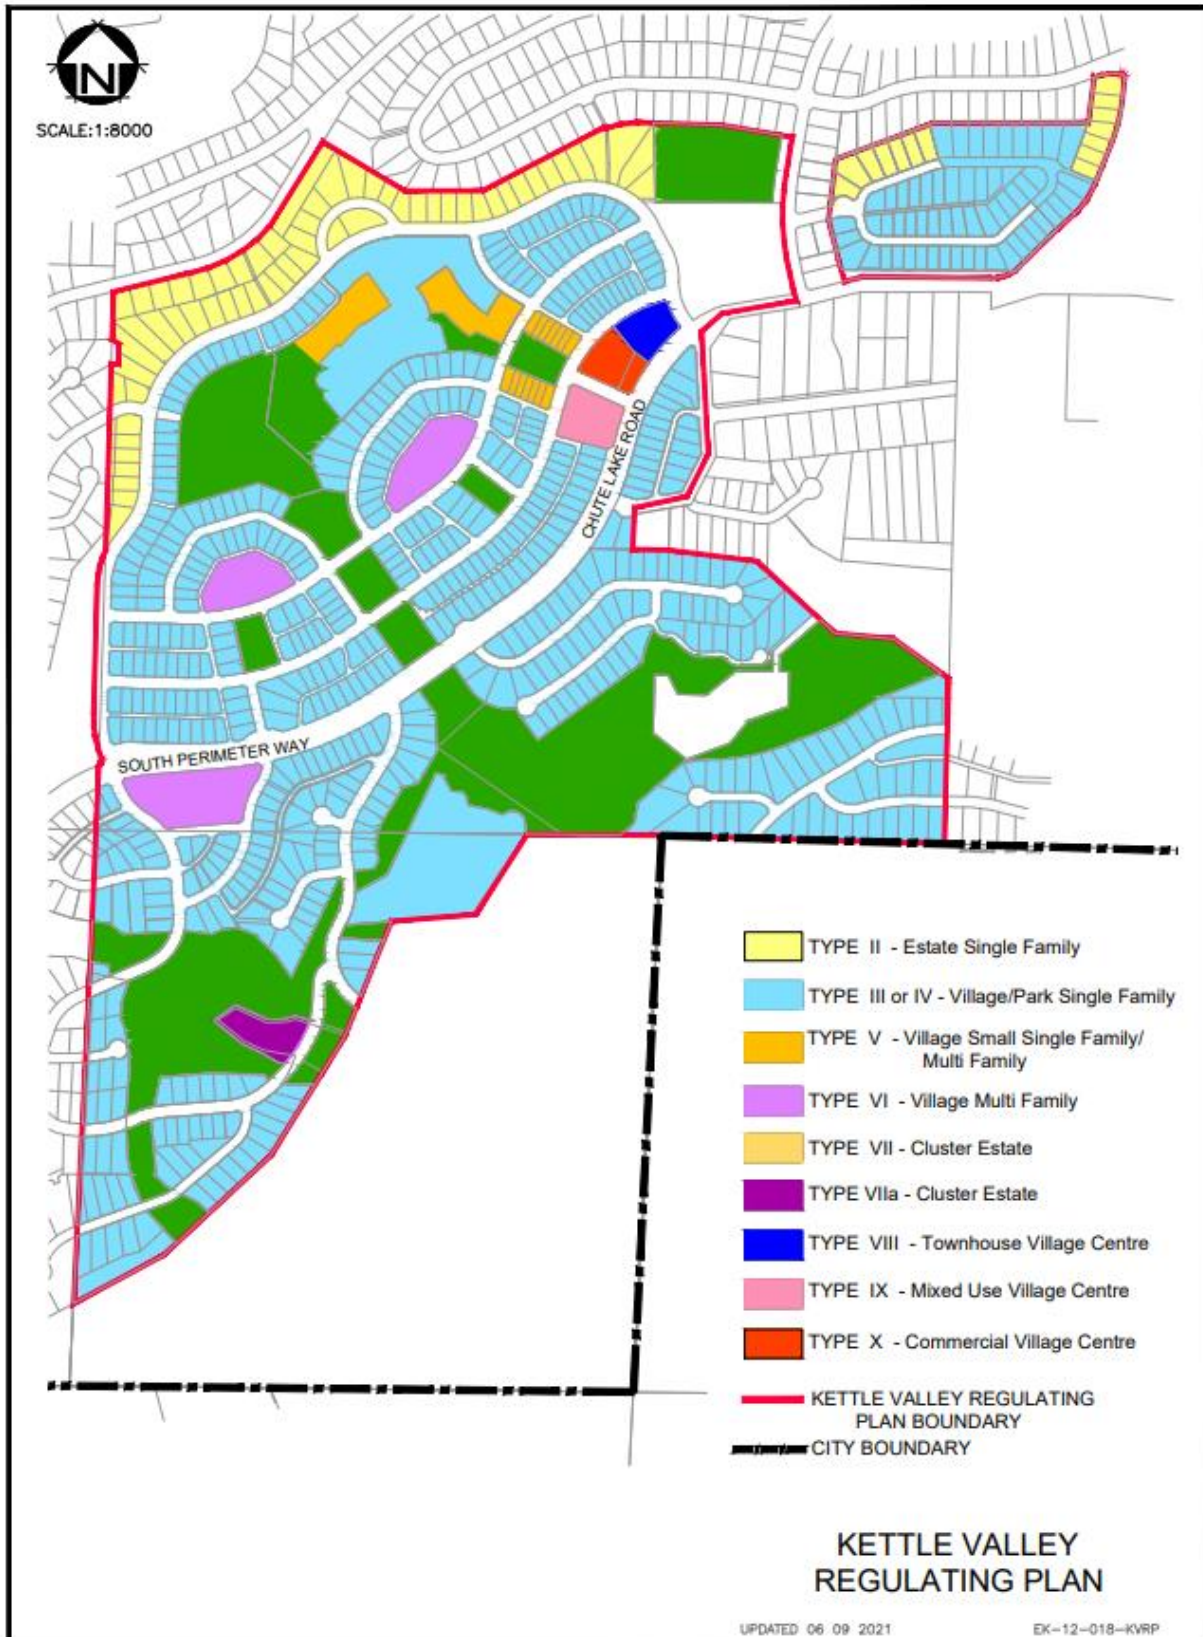 N
SCALE:1:8000
CHUTE LAKE ROAD
SOUTH PERIMETER WAY
TYPE II - Estate Single Family
TYPE III or IV - Village/Park Single Family
TYPE V - Village Small Single Family/
Multi Family
TYPE VI - Village Multi Family
TYPE VII - Cluster Estate
TYPE VIIa - Cluster Estate
TYPE VIII - Townhouse Village Centre
TYPE IX - Mixed Use Village Centre
TYPE X - Commercial Village Centre
KETTLE VALLEY REGULATING
PLAN BOUNDARY
CITY BOUNDARY
KETTLE VALLEY
REGULATING PLAN
UPDATED 06 09 2021
EK-12-018-KVRP